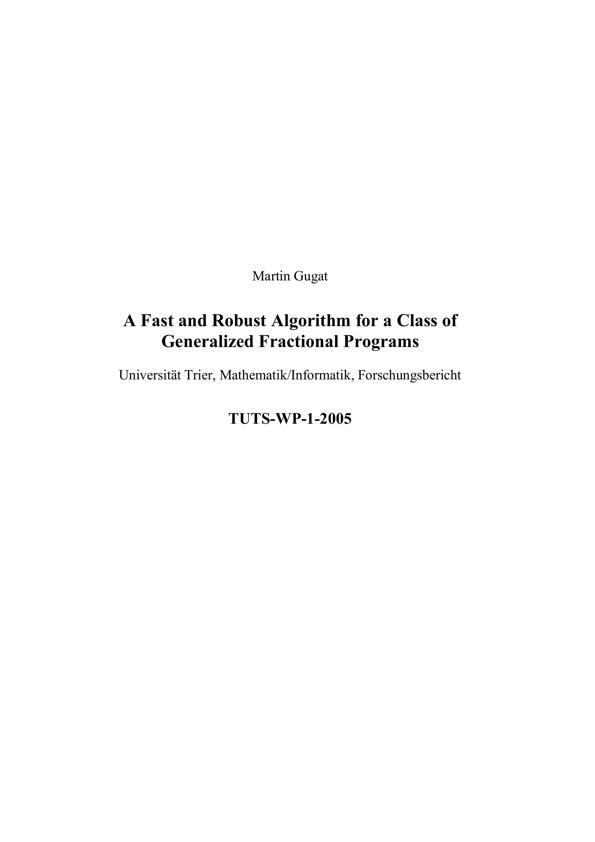 Martin Gugat
A Fast and Robust Algorithm for a Class of
Generalized Fractional Programs
Universität Trier, Mathematik/Informatik, Forschungsbericht
TUTS-WP-1-2005